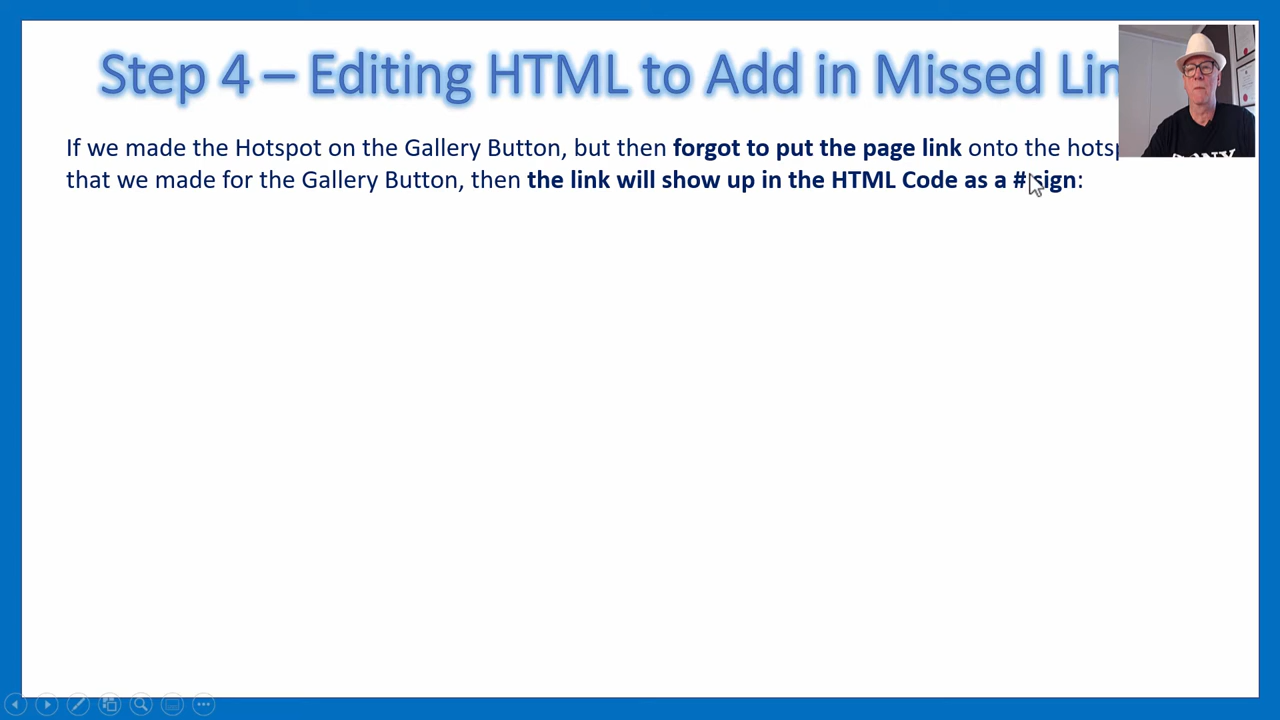 Step 4 – Editing HTML to Add in Missed
If we made the Hotspot on the Gallery Button, but then forgot to put the page link onto the
that we made for the Gallery Button, then the link will show up in the HTML Code as a # sign: